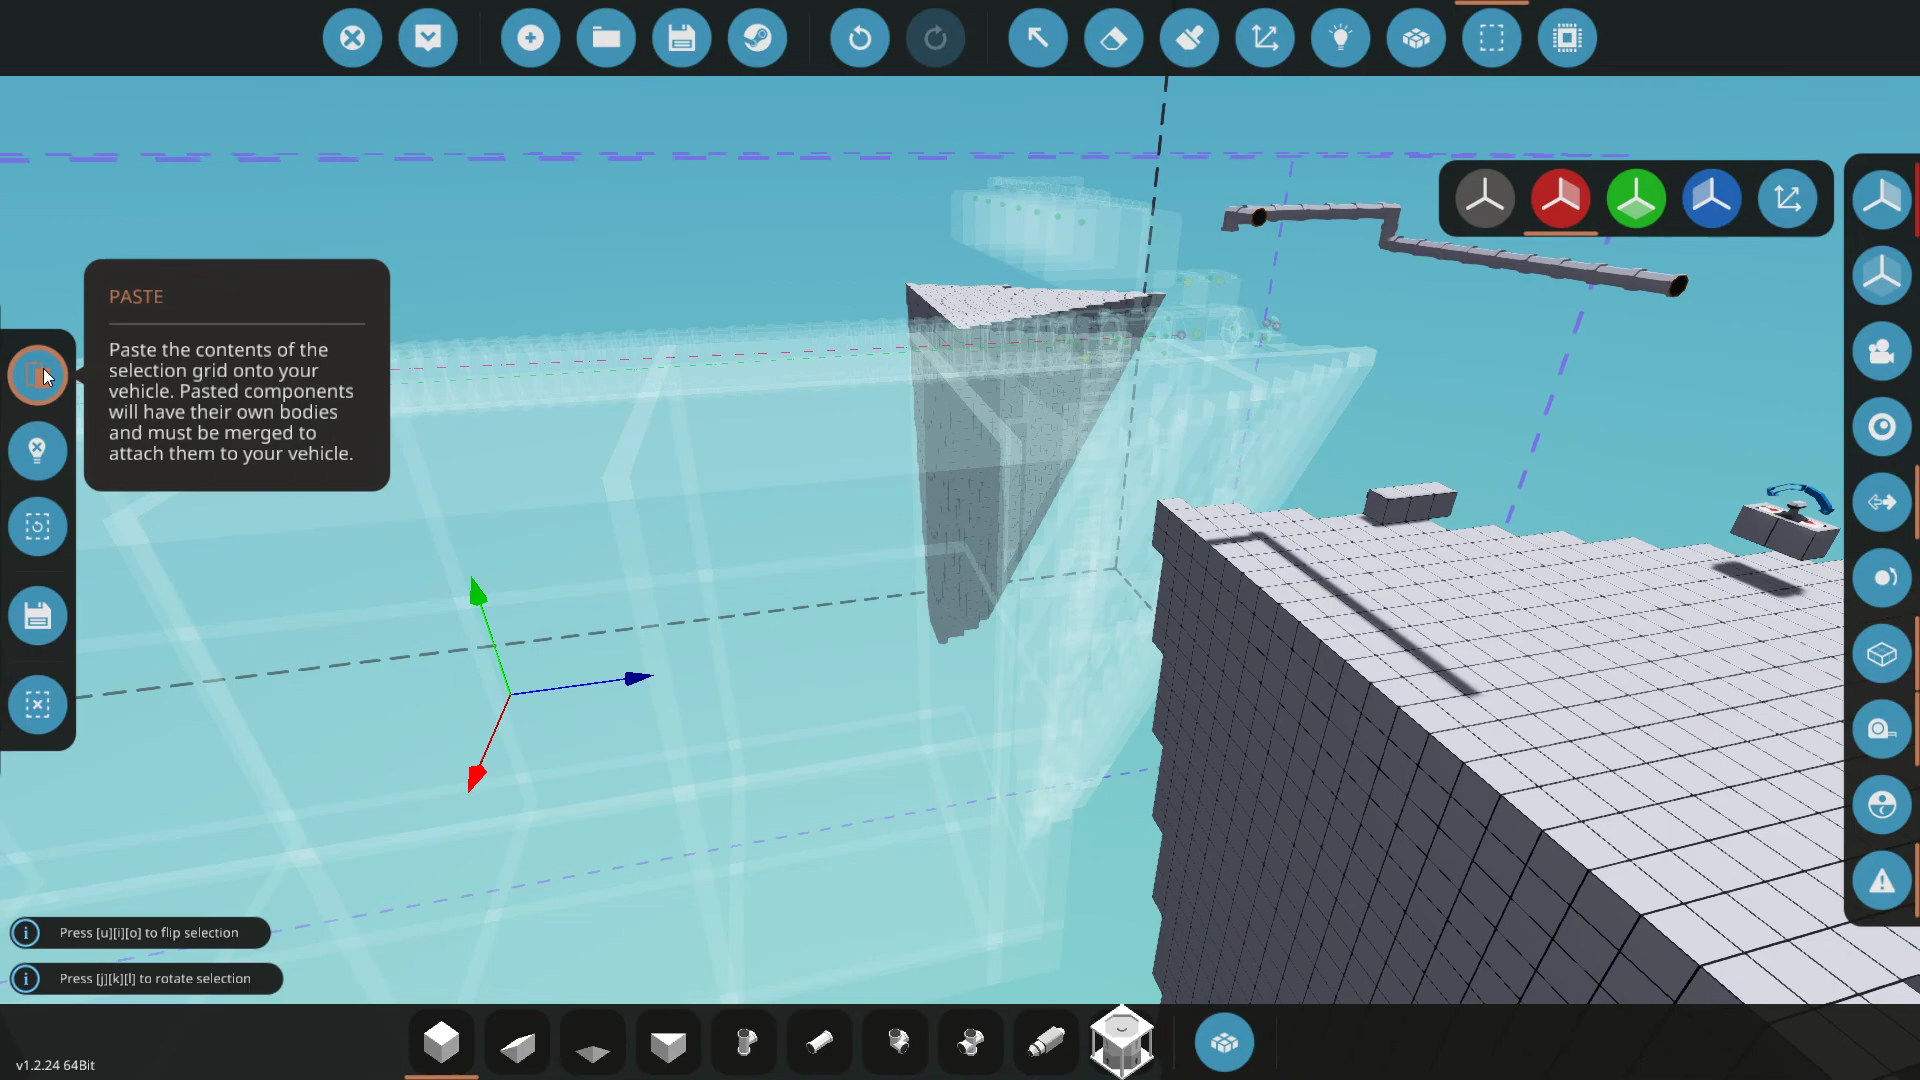 PASTE
Paste the contents of the
selection grid onto your
vehicle. Pasted components
will have their own bodies
and must be merged to
attach them to your vehicle.
Press [u][i][o] to flip selection
Press [j][k][l] to rotate selection
v1.2.24 64Bit